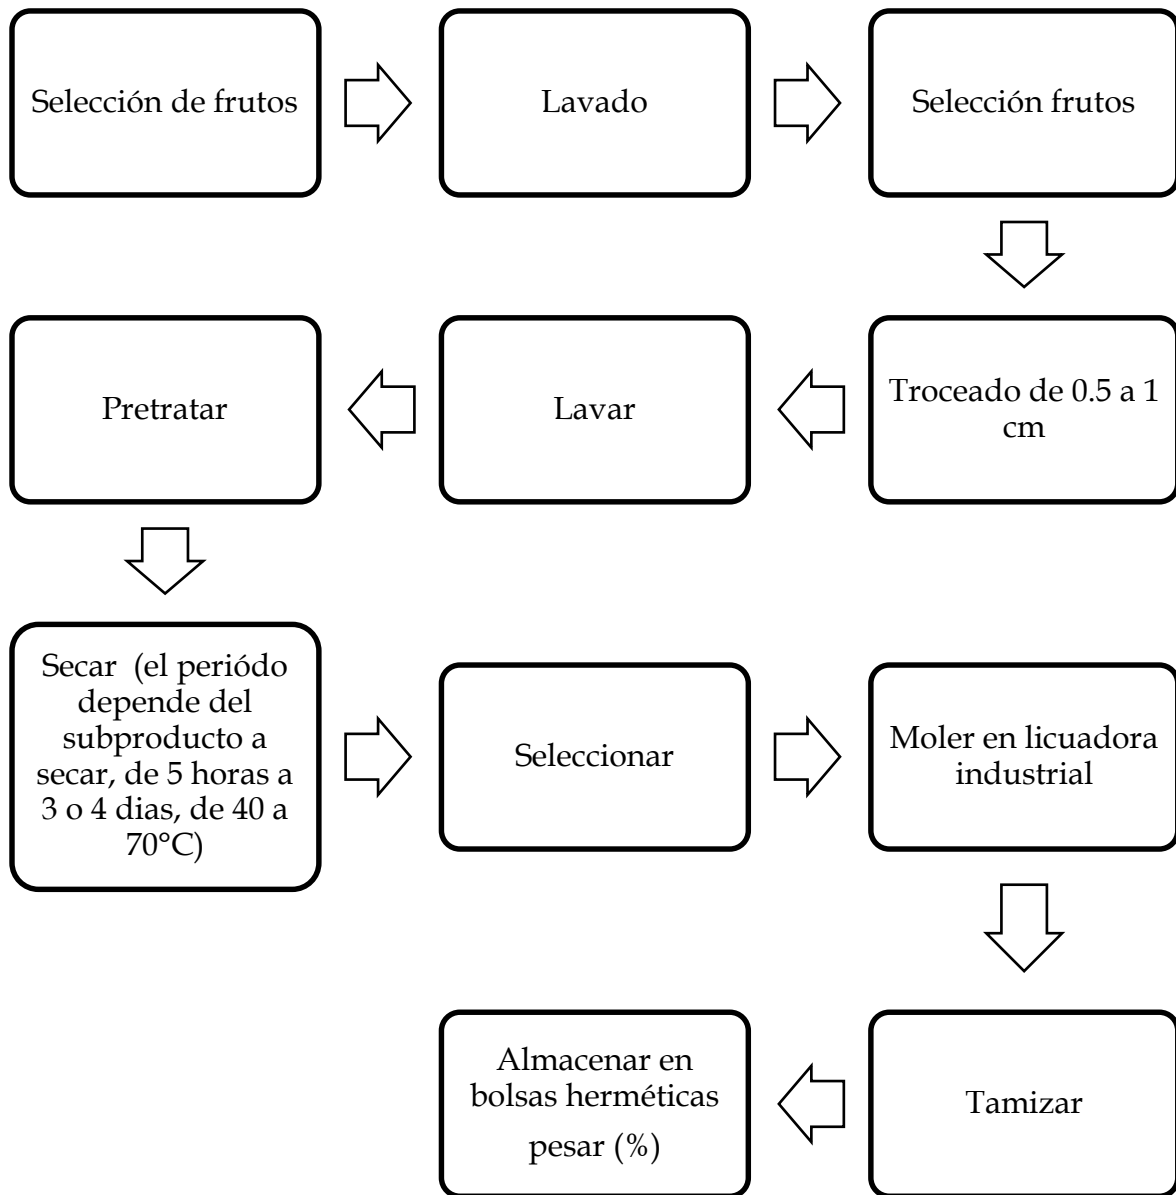 Selección de frutos
Lavado
Selección frutos
Troceado de 0.5 a 1
cm
Lavar
Pretratar
Secar (el periódo
depende del
subproducto a
secar, de 5 horas a
3 o 4 dias, de 40 a
70°C)
Seleccionar
Moler en licuadora
industrial
Tamizar
Almacenar en
bolsas herméticas
pesar (%)